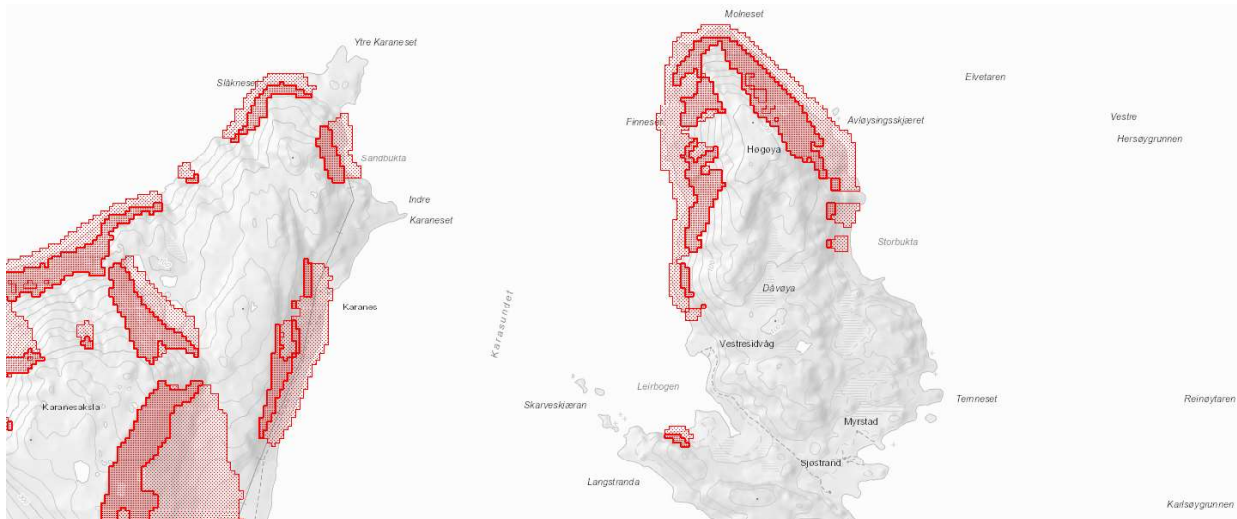 Molneset
Ytre Karaneset
Slåkneset
Elvetaren
Finneset
Avløysingsskjæret
Vestre
Hersøygrunnen
Høgøya
Sandbukta
Indre
Karaneset
Storbukta
Dåvøya
Karanes
Karasundet
Vestresidvåg
Leirbogen
Skarveskjæran
Temneset
Reinøytaren
Karanesaksla
Myrstad
Sjøstrand
Langstranda
Karlsøygrunnen